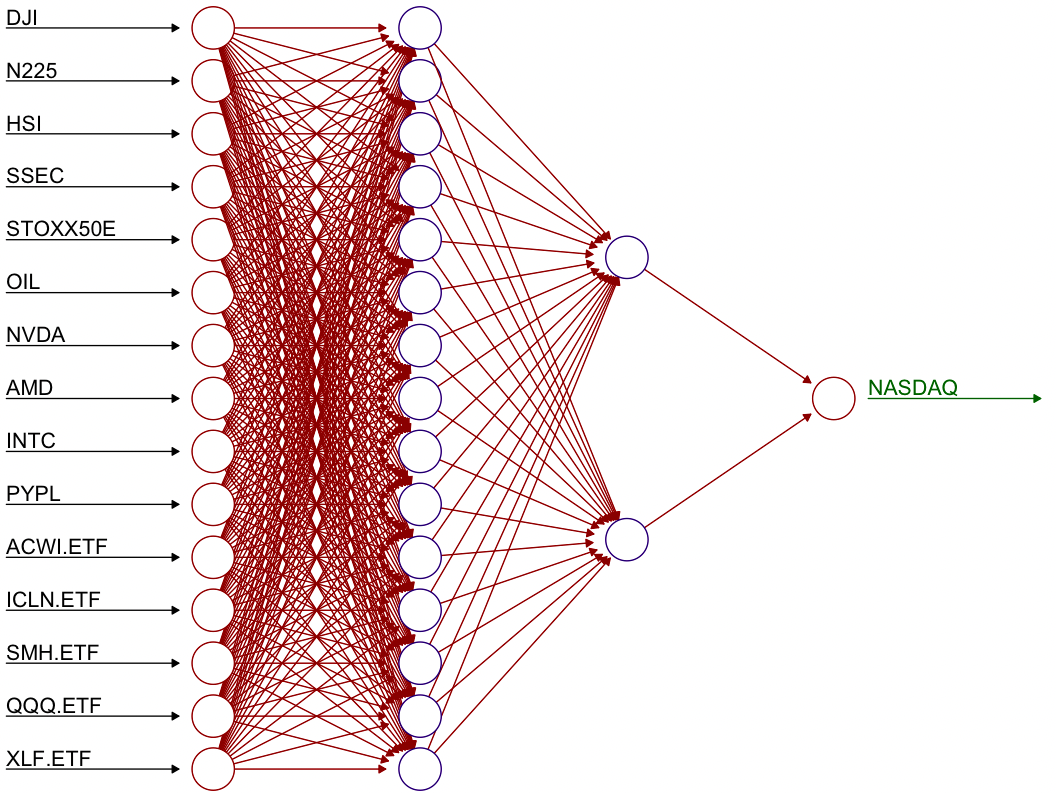 DJI
N225
HSI
SSEC
STOXX50E
OIL
NVDA
AMD
INTC
PYPL
ACWI.ETF
ICLN.ETF
SMH.ETF
QQQ.ETF
XLF.ETF
NASDAQ